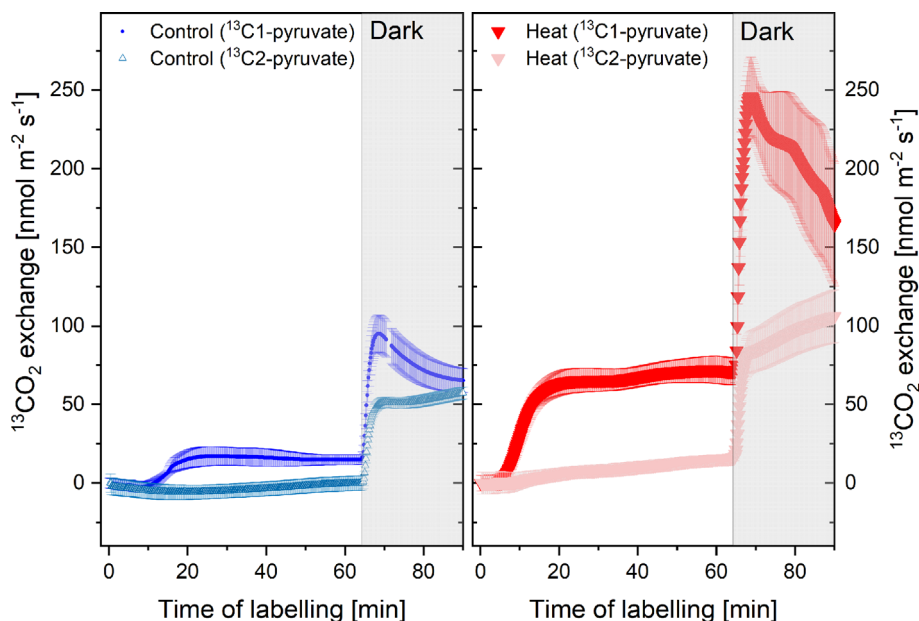 Control (¹³C1-pyruvate)
Control (¹³C2-pyruvate)
Dark
Heat (¹³C1-pyruvate)
Heat (¹³C2-pyruvate)
Dark
¹³CO₂ exchange [nmol m⁻² s⁻¹]
250
200
150
100
50
0
250
200
150
100
50
0
¹³CO₂ exchange [nmol m⁻² s⁻¹]
0 20 40 60 80
0 20 40 60 80
Time of labelling [min]
Time of labelling [min]